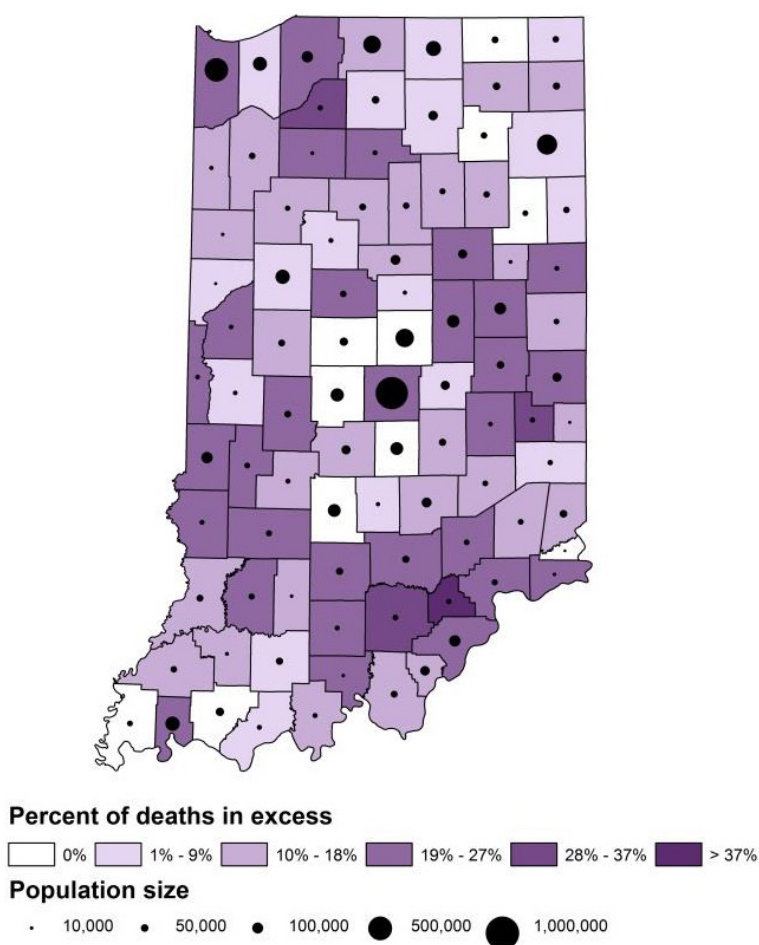 Percent of deaths in excess
0% 1% - 9% 10% - 18% 19% - 27% 28% - 37% > 37%
Population size
10,000 50,000 100,000 500,000 1,000,000